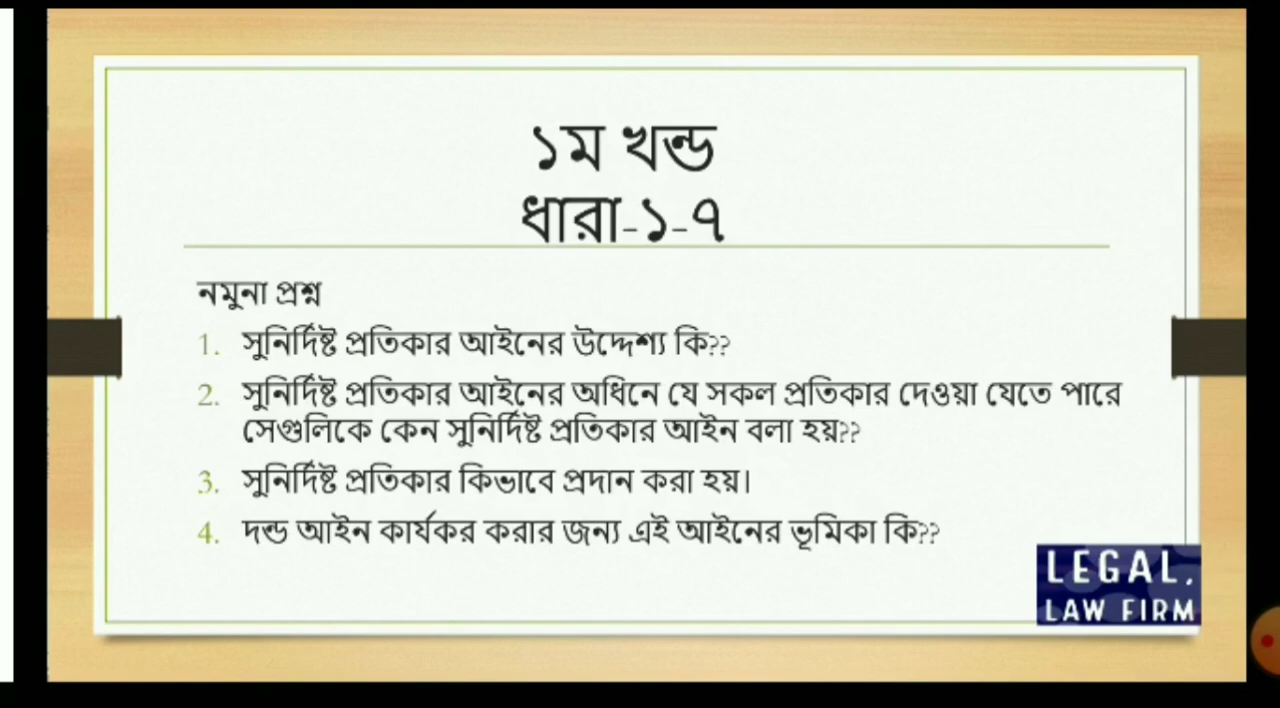 ১ম খন্ড
ধারা-১-৭
নমুনা প্রশ্ন
1. সুনির্দিষ্ট প্রতিকার আইনের উদ্দেশ্য কি??
2. সুনির্দিষ্ট প্রতিকার আইনের অধিনে যে সকল প্রতিকার দেওয়া যেতে পারে
সেগুলিকে কেন সুনির্দিষ্ট প্রতিকার আইন বলা হয়??
3. সুনির্দিষ্ট প্রতিকার কিভাবে প্রদান করা হয়।
4. দন্ড আইন কার্যকর করার জন্য এই আইনের ভূমিকা কি??
LEGAL,
LAW FIRM